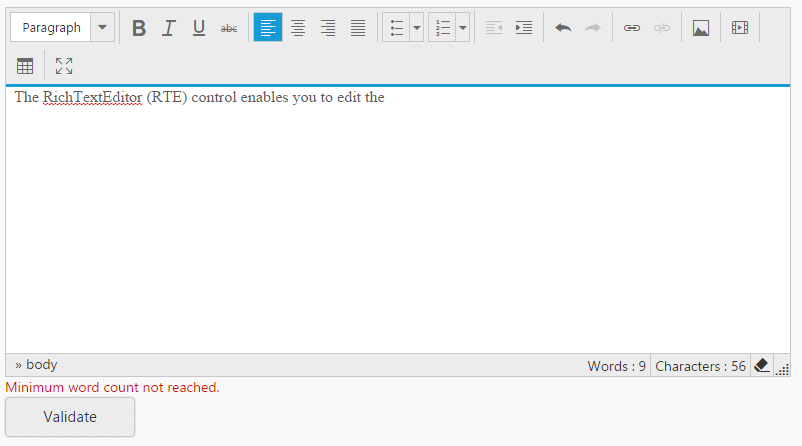 Paragraph B I U abc
The RichTextEditor (RTE) control enables you to edit the
» body Words : 9 Characters : 56
Minimum word count not reached.
Validate